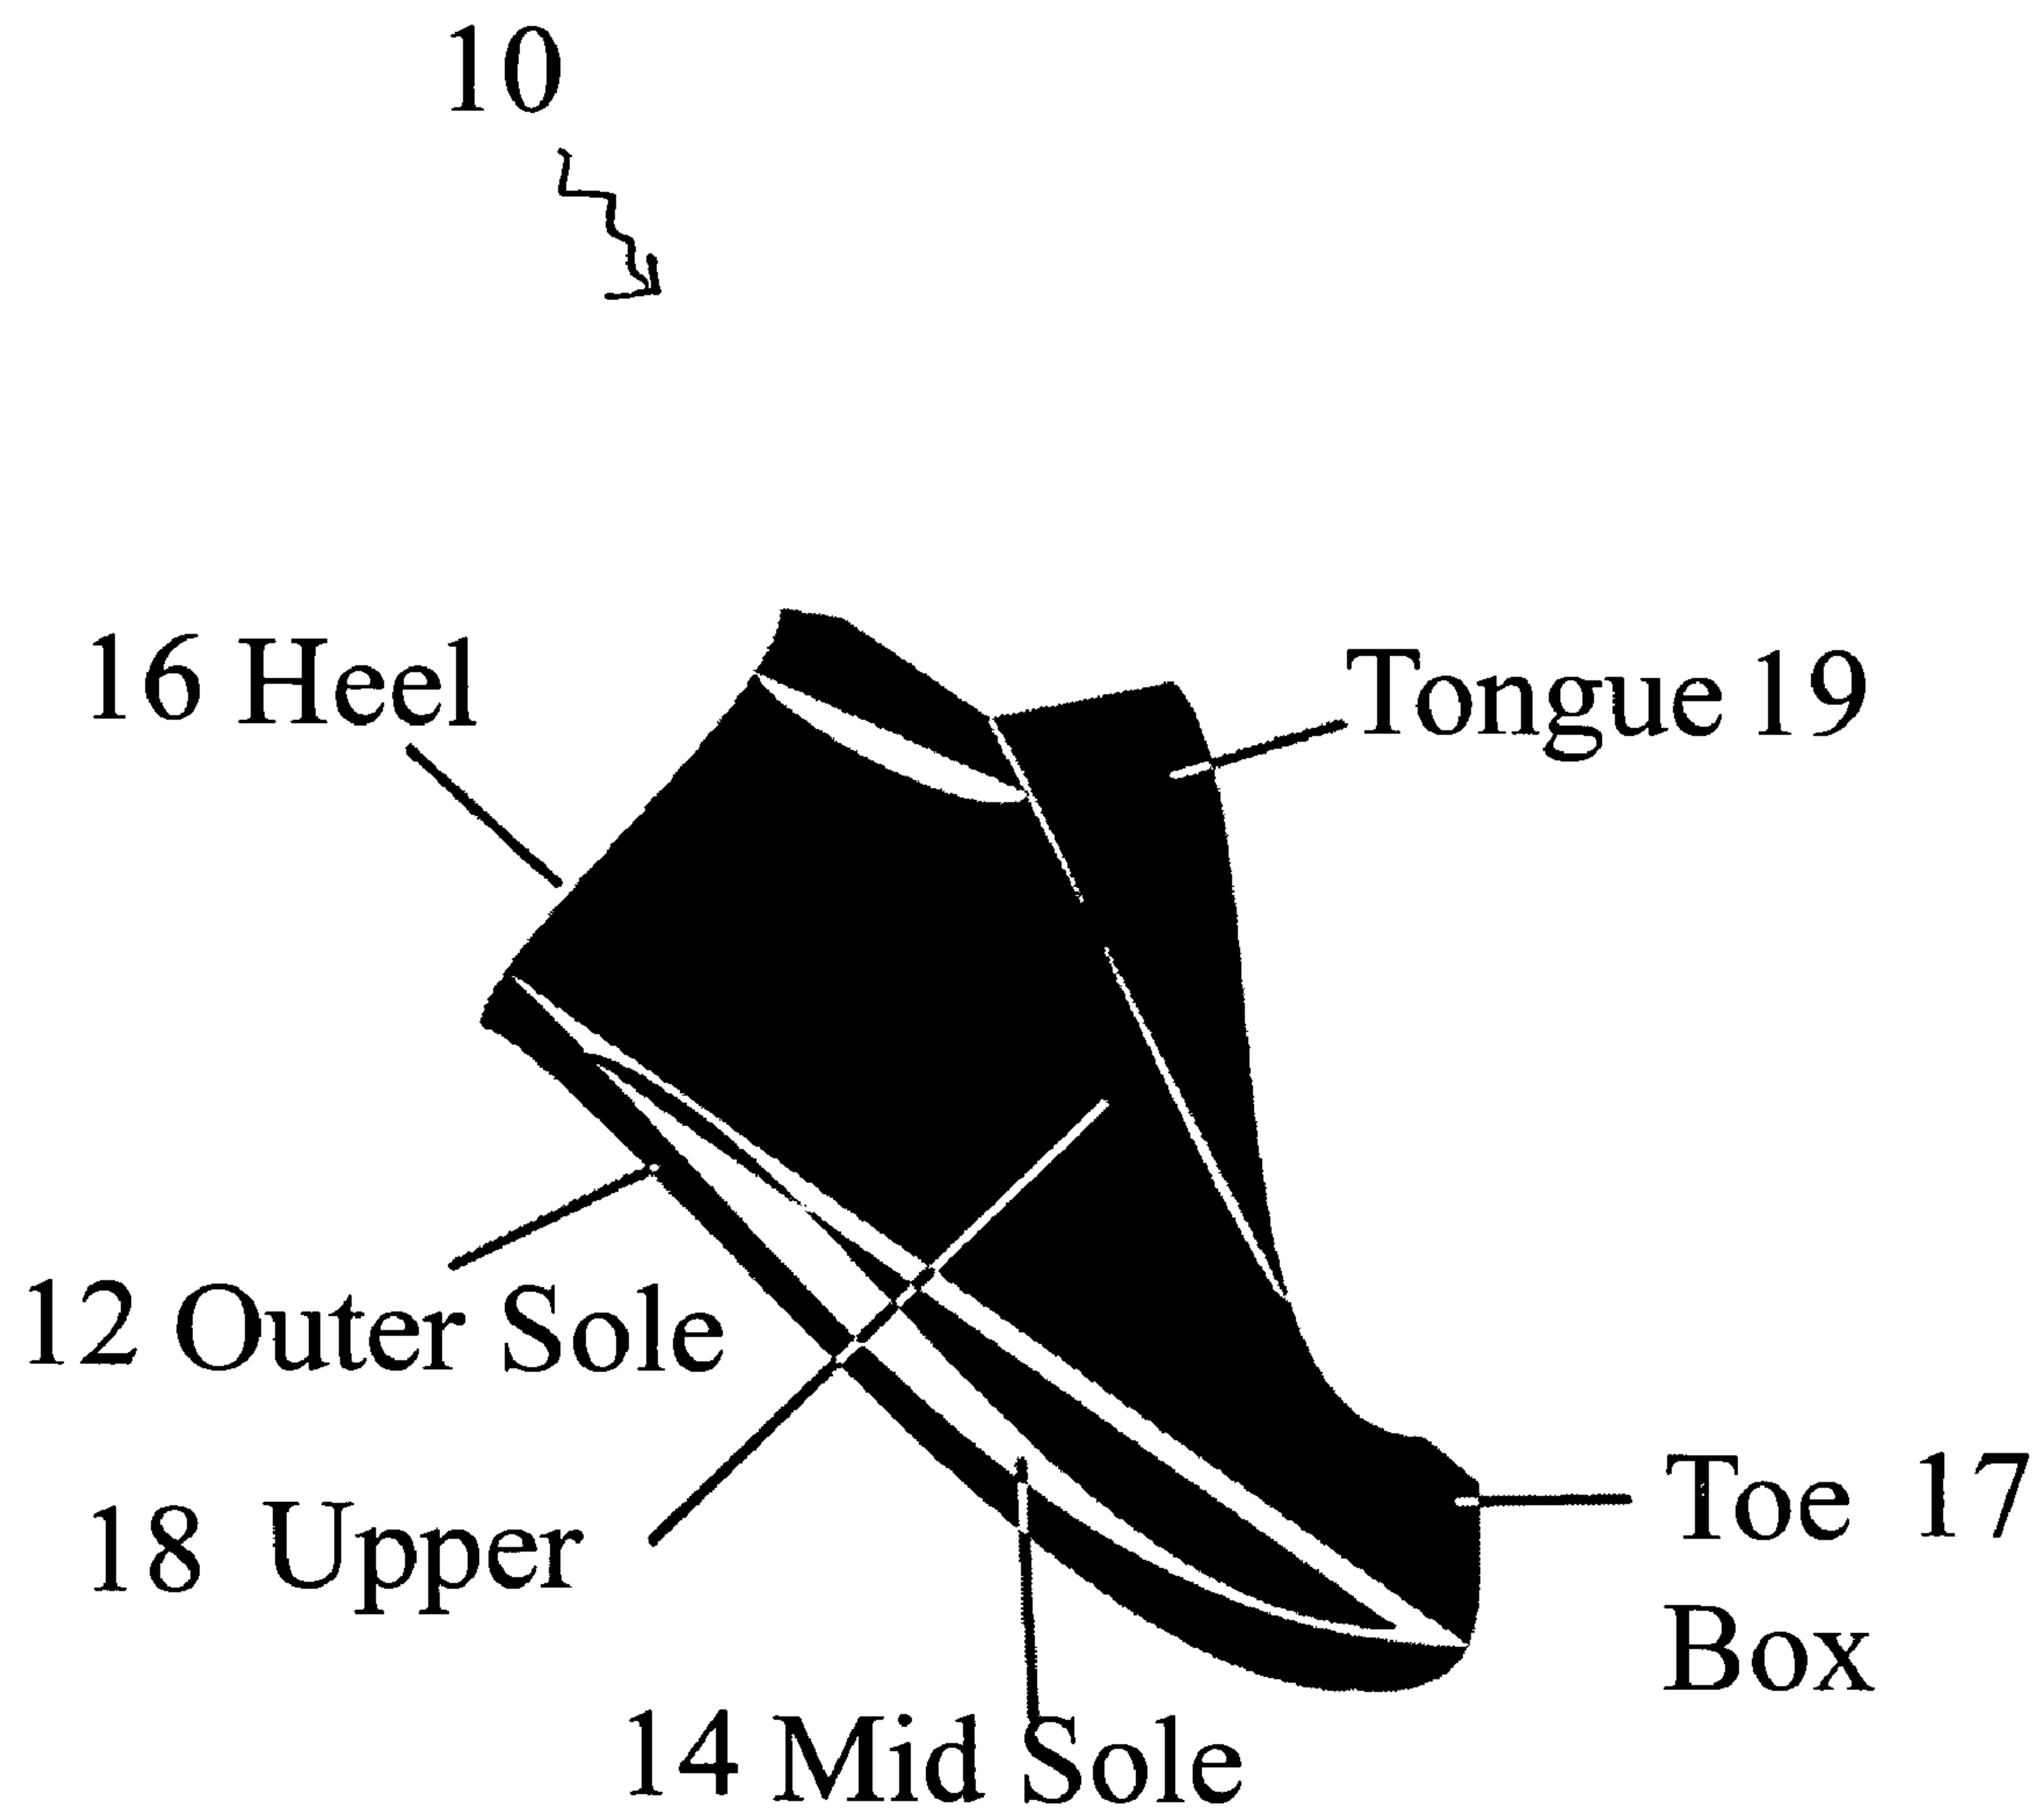 10
16 Heel
Tongue 19
12 Outer Sole
18 Upper
Toe 17
Box
14 Mid Sole